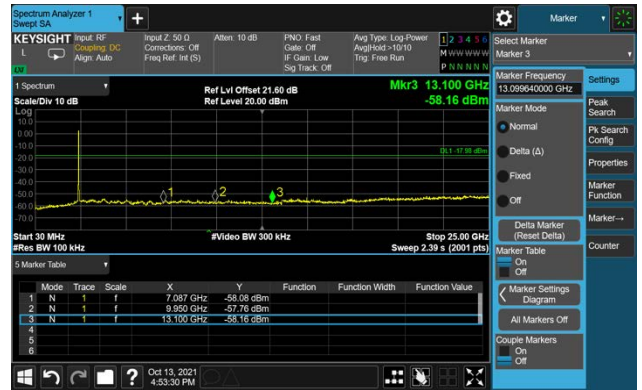 Spectrum Analyzer 1
Swept SA
Marker
KEYSIGHT
L
Input: RF
Coupling: DC
Align: Auto
Input Z: 50 Ω
Corrections: Off
Freq Ref: Int (S)
Atten: 10 dB
PNO: Fast
Gate: Off
IF Gain: Low
Sig Track: Off
Avg Type: Log-Power
Avg|Hold:>10/10
Trig: Free Run
1 2 3 4 5 6
M W W W W W
P N N N N N
Select Marker
Marker 3
1 Spectrum
Scale/Div 10 dB
Log
Ref Lvl Offset 21.60 dB
Ref Level 20.00 dBm
Mkr3 13.100 GHz
-58.16 dBm
10.0
0.00
-10.0
-20.0
-30.0
-40.0
-50.0
-60.0
-70.0
DL1 -17.98 dBm
1
2
3
Start 30 MHz
#Res BW 100 kHz
#Video BW 300 kHz
Stop 25.00 GHz
Sweep 2.39 s (2001 pts)
5 Marker Table
Mode Trace Scale X Y Function Function Width Function Value
1 N 1 f 7.087 GHz -58.08 dBm
2 N 1 f 9.950 GHz -57.76 dBm
3 N 1 f 13.100 GHz -58.16 dBm
4
5
6
Marker Frequency
13.099640000 GHz
Marker Mode
Normal
Delta (Δ)
Fixed
Off
Delta Marker
(Reset Delta)
Marker Table
On
Off
Marker Settings
Diagram
All Markers Off
Couple Markers
On
Off
Settings
Peak
Search
Pk Search
Config
Properties
Marker
Function
Marker→
Counter
?
Oct 13, 2021
4:53:30 PM